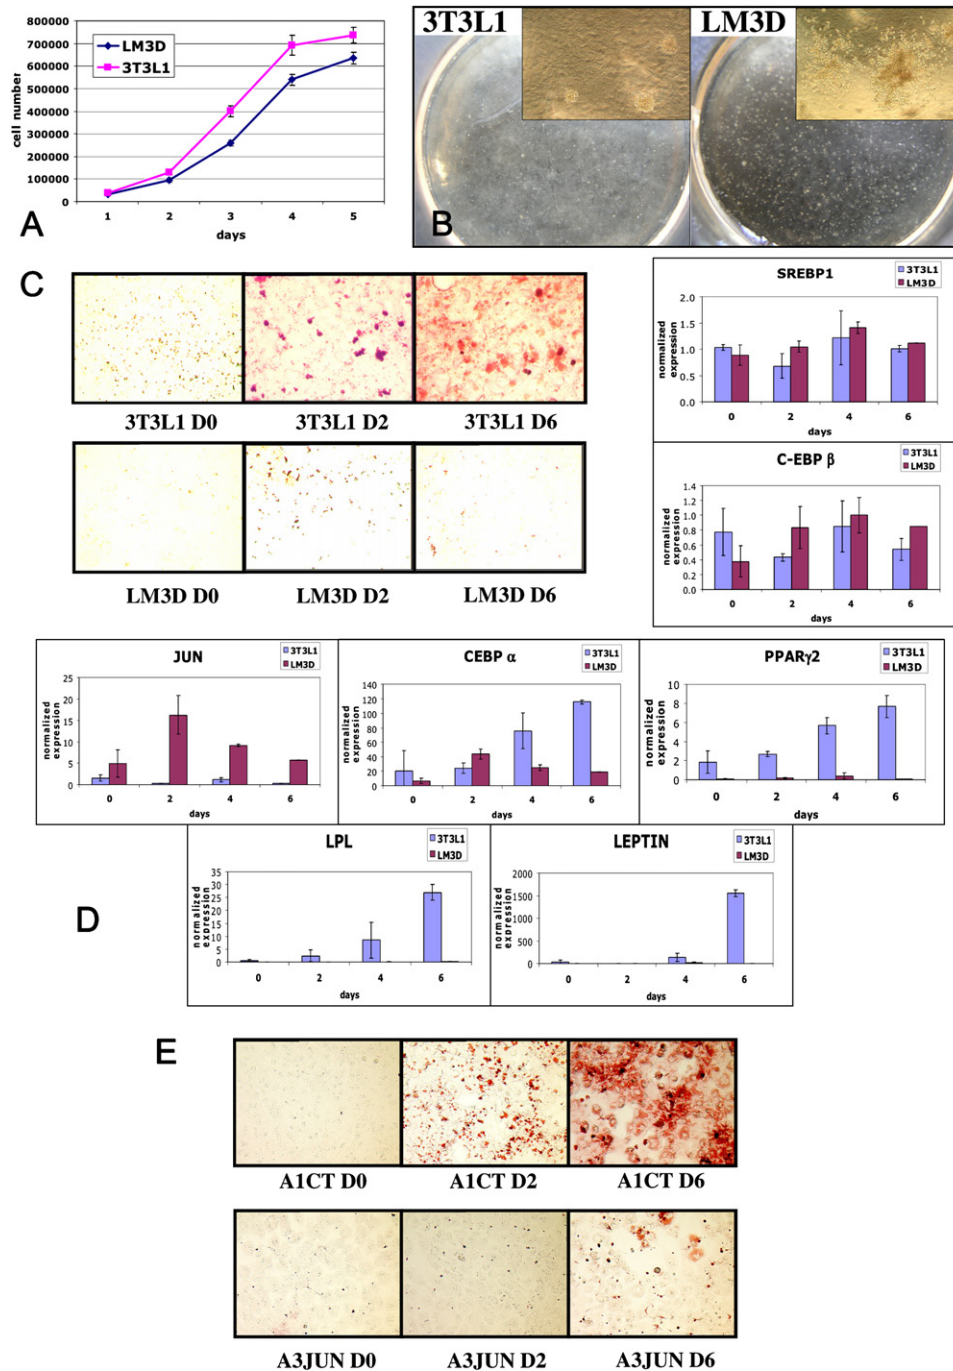 800000
700000
600000
500000
400000
300000
200000
100000
0
cell number
LM3D
3T3L1
1 2 3 4 5
days
A
3T3L1
LM3D
B
C
3T3L1 D0 3T3L1 D2 3T3L1 D6
LM3D D0 LM3D D2 LM3D D6
SREBP1
3T3L1
LM3D
normalized
expression
2.0
1.5
1.0
0.5
0.0
0 2 4 6
days
C-EBP β
3T3L1
LM3D
normalized
expression
1.4
1.2
1.0
0.8
0.6
0.4
0.2
0.0
0 2 4 6
days
JUN
3T3L1
LM3D
normalized
expression
25
20
15
10
5
0
0 2 4 6
days
CEBP α
3T3L1
LM3D
normalized
expression
140
120
100
80
60
40
20
0
0 2 4 6
days
PPARγ2
3T3L1
LM3D
normalized
expression
10
8
6
4
2
0
0 2 4 6
days
D
LPL
3T3L1
LM3D
normalized
expression
35
30
25
20
15
10
5
0
0 2 4 6
days
LEPTIN
3T3L1
LM3D
normalized
expression
2000
1500
1000
500
0
0 2 4 6
days
E
A1CT D0 A1CT D2 A1CT D6
A3JUN D0 A3JUN D2 A3JUN D6